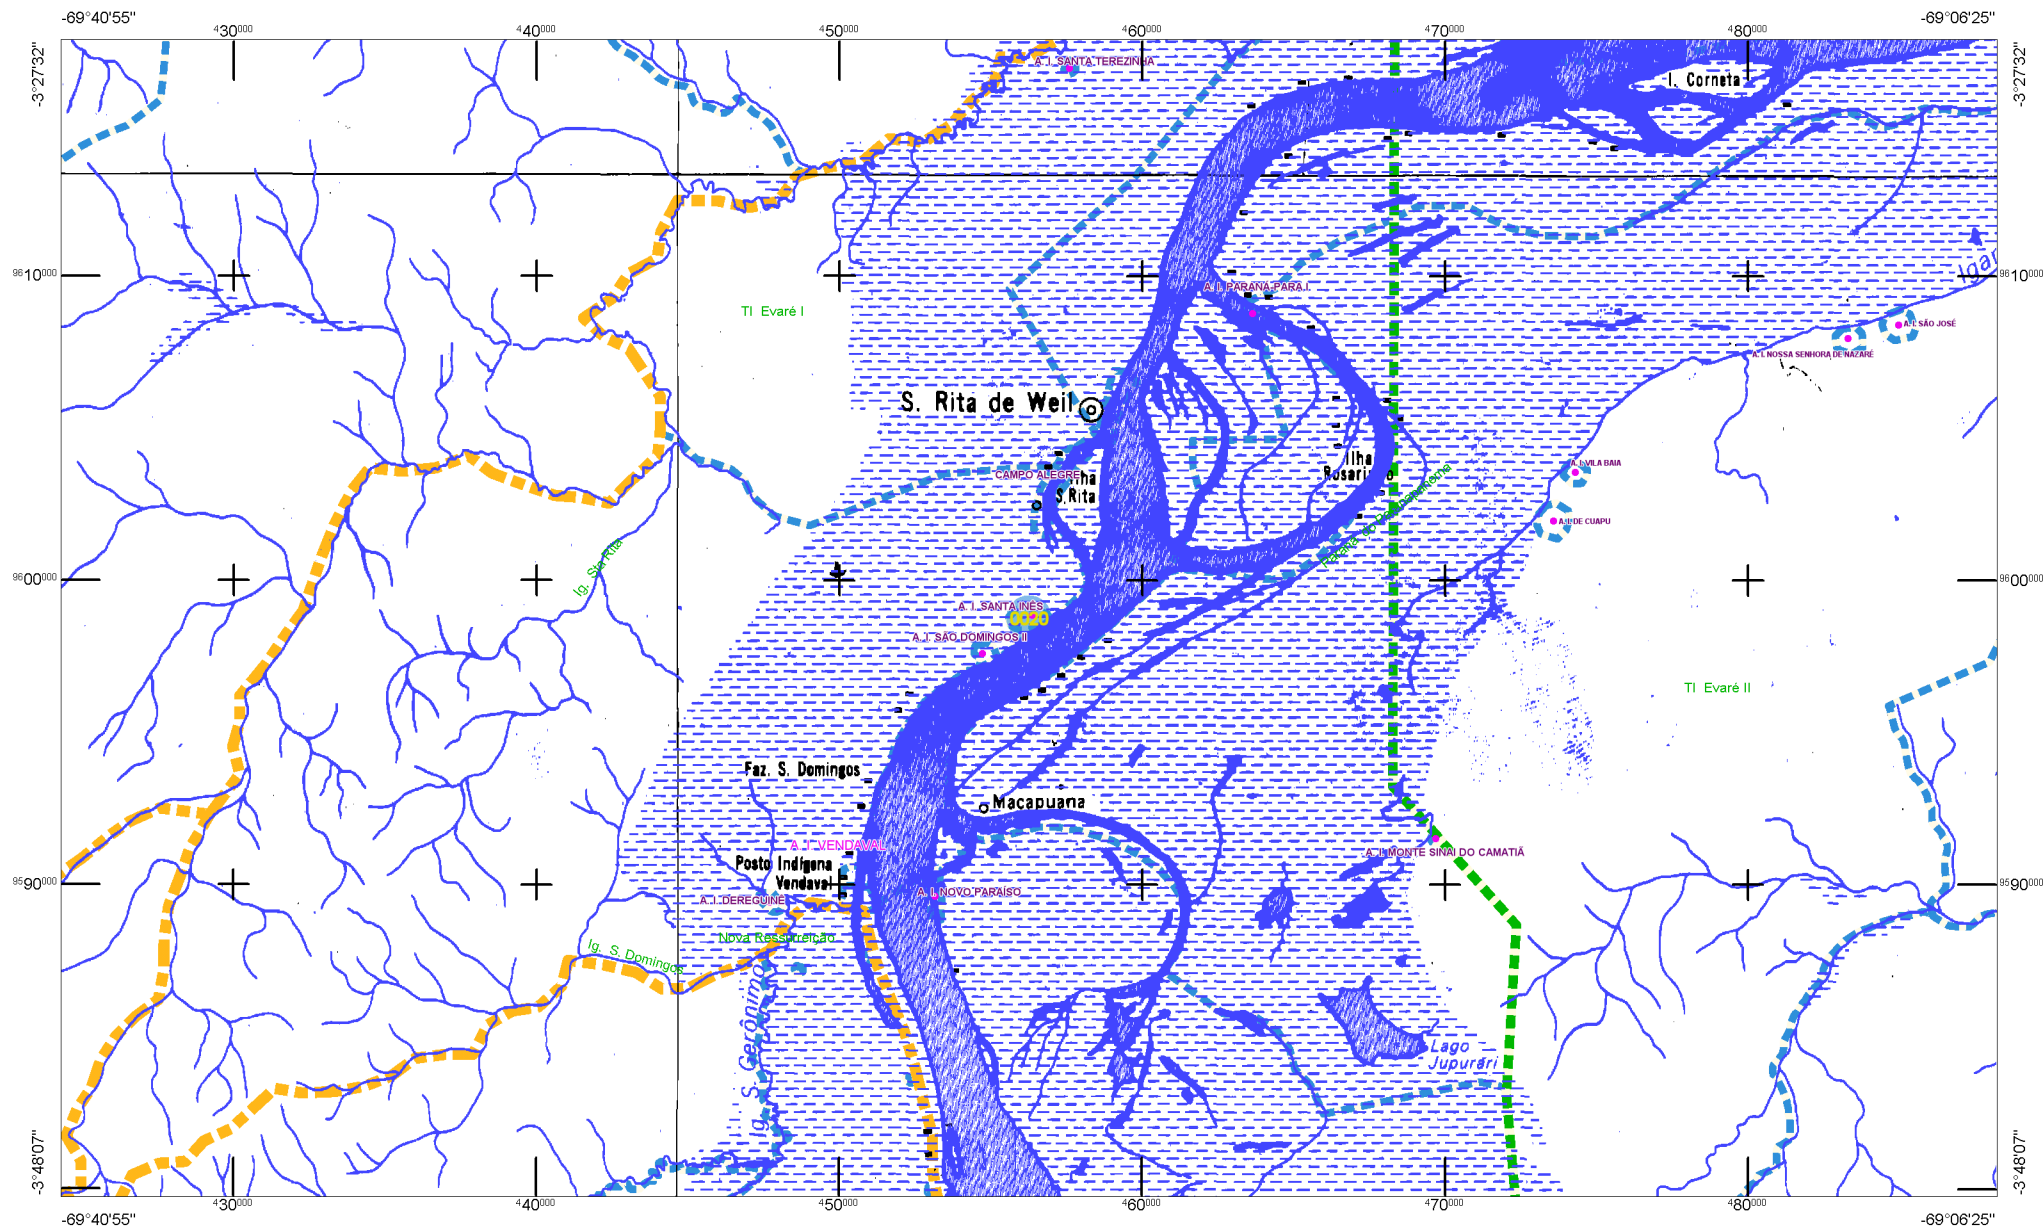 -69°40'55"
-69°06'25"
430000
440000
450000
460000
470000
480000
-3°27'32"
-3°27'32"
A. I. SANTA TEREZINHA
I. Corneta
Igar
9610000
9610000
A. I. PARANÁ PARA I.
TI Evaré I
A. I. SÃO JOSÉ
A. I. NOSSA SENHORA DE NAZARÉ
S. Rita de Weil
Ilha
A. I. VILA BAIA
CAMPO ALEGRE
Ilha
S. Rita
A. I. DE CUAPU
Ig. Sta Rita
9600000
9600000
A. I. SANTA INÊS
0020
A. I. SÃO DOMINGOS II
TI Evaré II
Faz. S. Domingos
Macapuana
A. I. VENDAVAL
A. I. MONTE SINAI DO CAMATIÃ
Posto Indígena
Vendaval
9590000
9590000
A. I. NOVO PARAÍSO
A. I. DEREGUINE
Nova Ressurreição
Ig. S. Domingos
Ig. S. Gerônimo
Lago
Jupurari
-3°48'07"
-3°48'07"
430000
440000
450000
460000
470000
480000
-69°40'55"
-69°06'25"